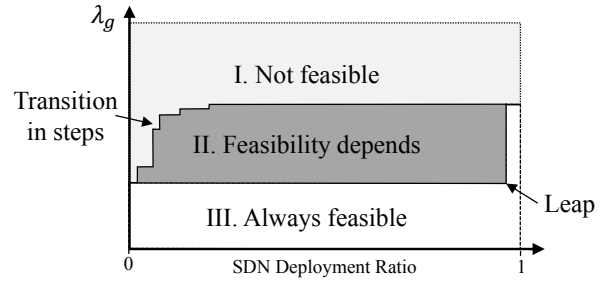 λg
I. Not feasible
Transition
in steps
II. Feasibility depends
III. Always feasible
Leap
0
SDN Deployment Ratio
1